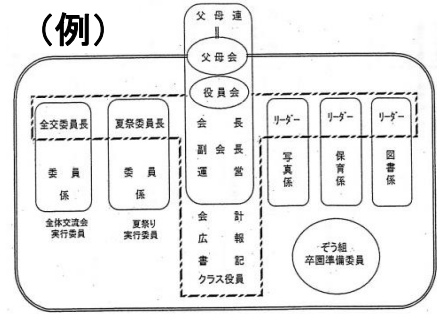 （例）
父母連
父母会
役員会
会長
副会長
運営
会計
広報
書記
クラス役員
全交委員長
委員
係
全体交流会
実行委員
夏祭委員長
委員
係
夏祭り
実行委員
リーダー
写真係
リーダー
保育係
リーダー
図書係
ぞう組
卒園準備委員